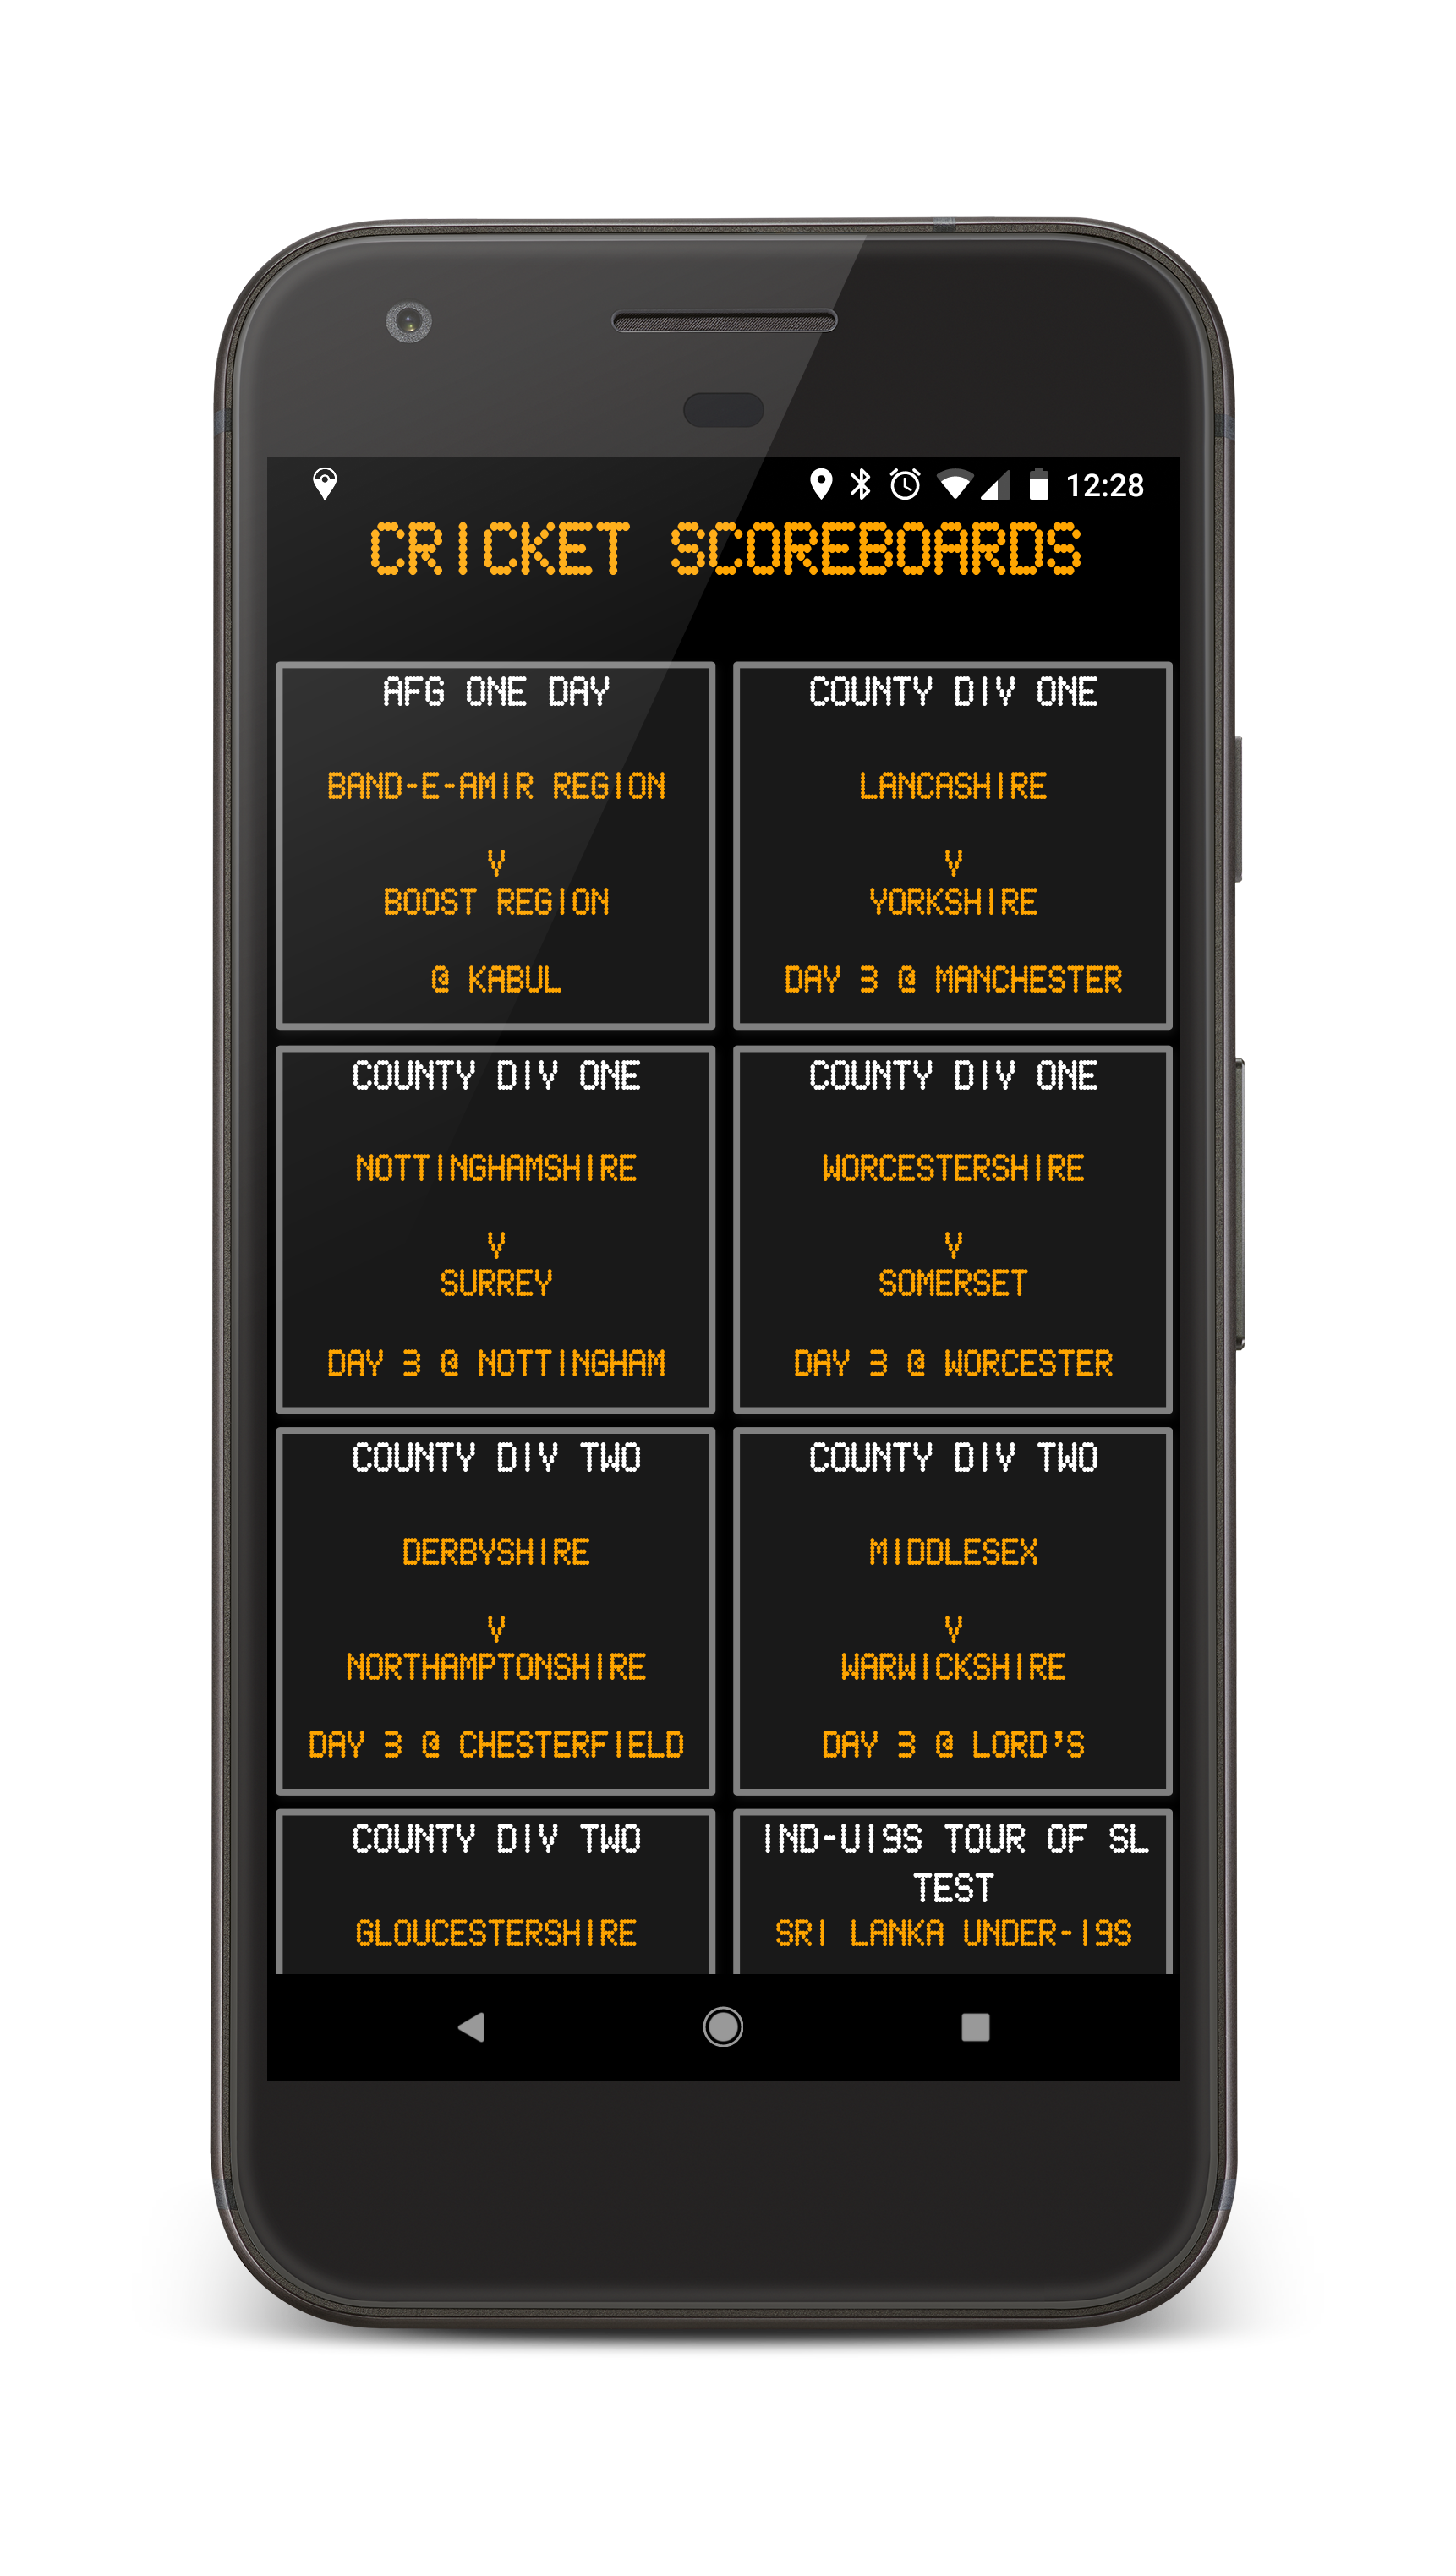 12:28
CRICKET SCOREBOARDS
AFG ONE DAY
BAND-E-AMIR REGION
V
BOOST REGION
@ KABUL
COUNTY DIV ONE
LANCASHIRE
V
YORKSHIRE
DAY 3 @ MANCHESTER
COUNTY DIV ONE
NOTTINGHAMSHIRE
V
SURREY
DAY 3 @ NOTTINGHAM
COUNTY DIV ONE
WORCESTERSHIRE
V
SOMERSET
DAY 3 @ WORCESTER
COUNTY DIV TWO
DERBYSHIRE
V
NORTHAMPTONSHIRE
DAY 3 @ CHESTERFIELD
COUNTY DIV TWO
MIDDLESEX
V
WARWICKSHIRE
DAY 3 @ LORD'S
COUNTY DIV TWO
GLOUCESTERSHIRE
IND-U19S TOUR OF SL
TEST
SRI LANKA UNDER-19S